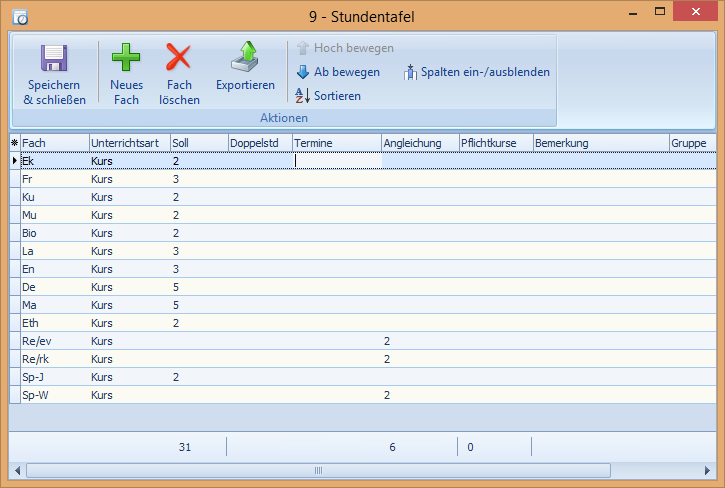 9 - Stundentafel
Speichern & schließen
Neues Fach
Fach löschen
Exportieren
Hoch bewegen
Ab bewegen
Sortieren
Spalten ein-/ausblenden
Aktionen
Fach Unterrichtsart Soll Doppelstd Termine Angleichung Pflichtkurse Bemerkung Gruppe
Ek Kurs 2
Fr Kurs 3
Ku Kurs 2
Mu Kurs 2
Bio Kurs 2
La Kurs 3
En Kurs 3
De Kurs 5
Ma Kurs 5
Eth Kurs 2
Re/ev Kurs 2
Re/rk Kurs 2
Sp-J Kurs 2
Sp-W Kurs 2
31 6 0